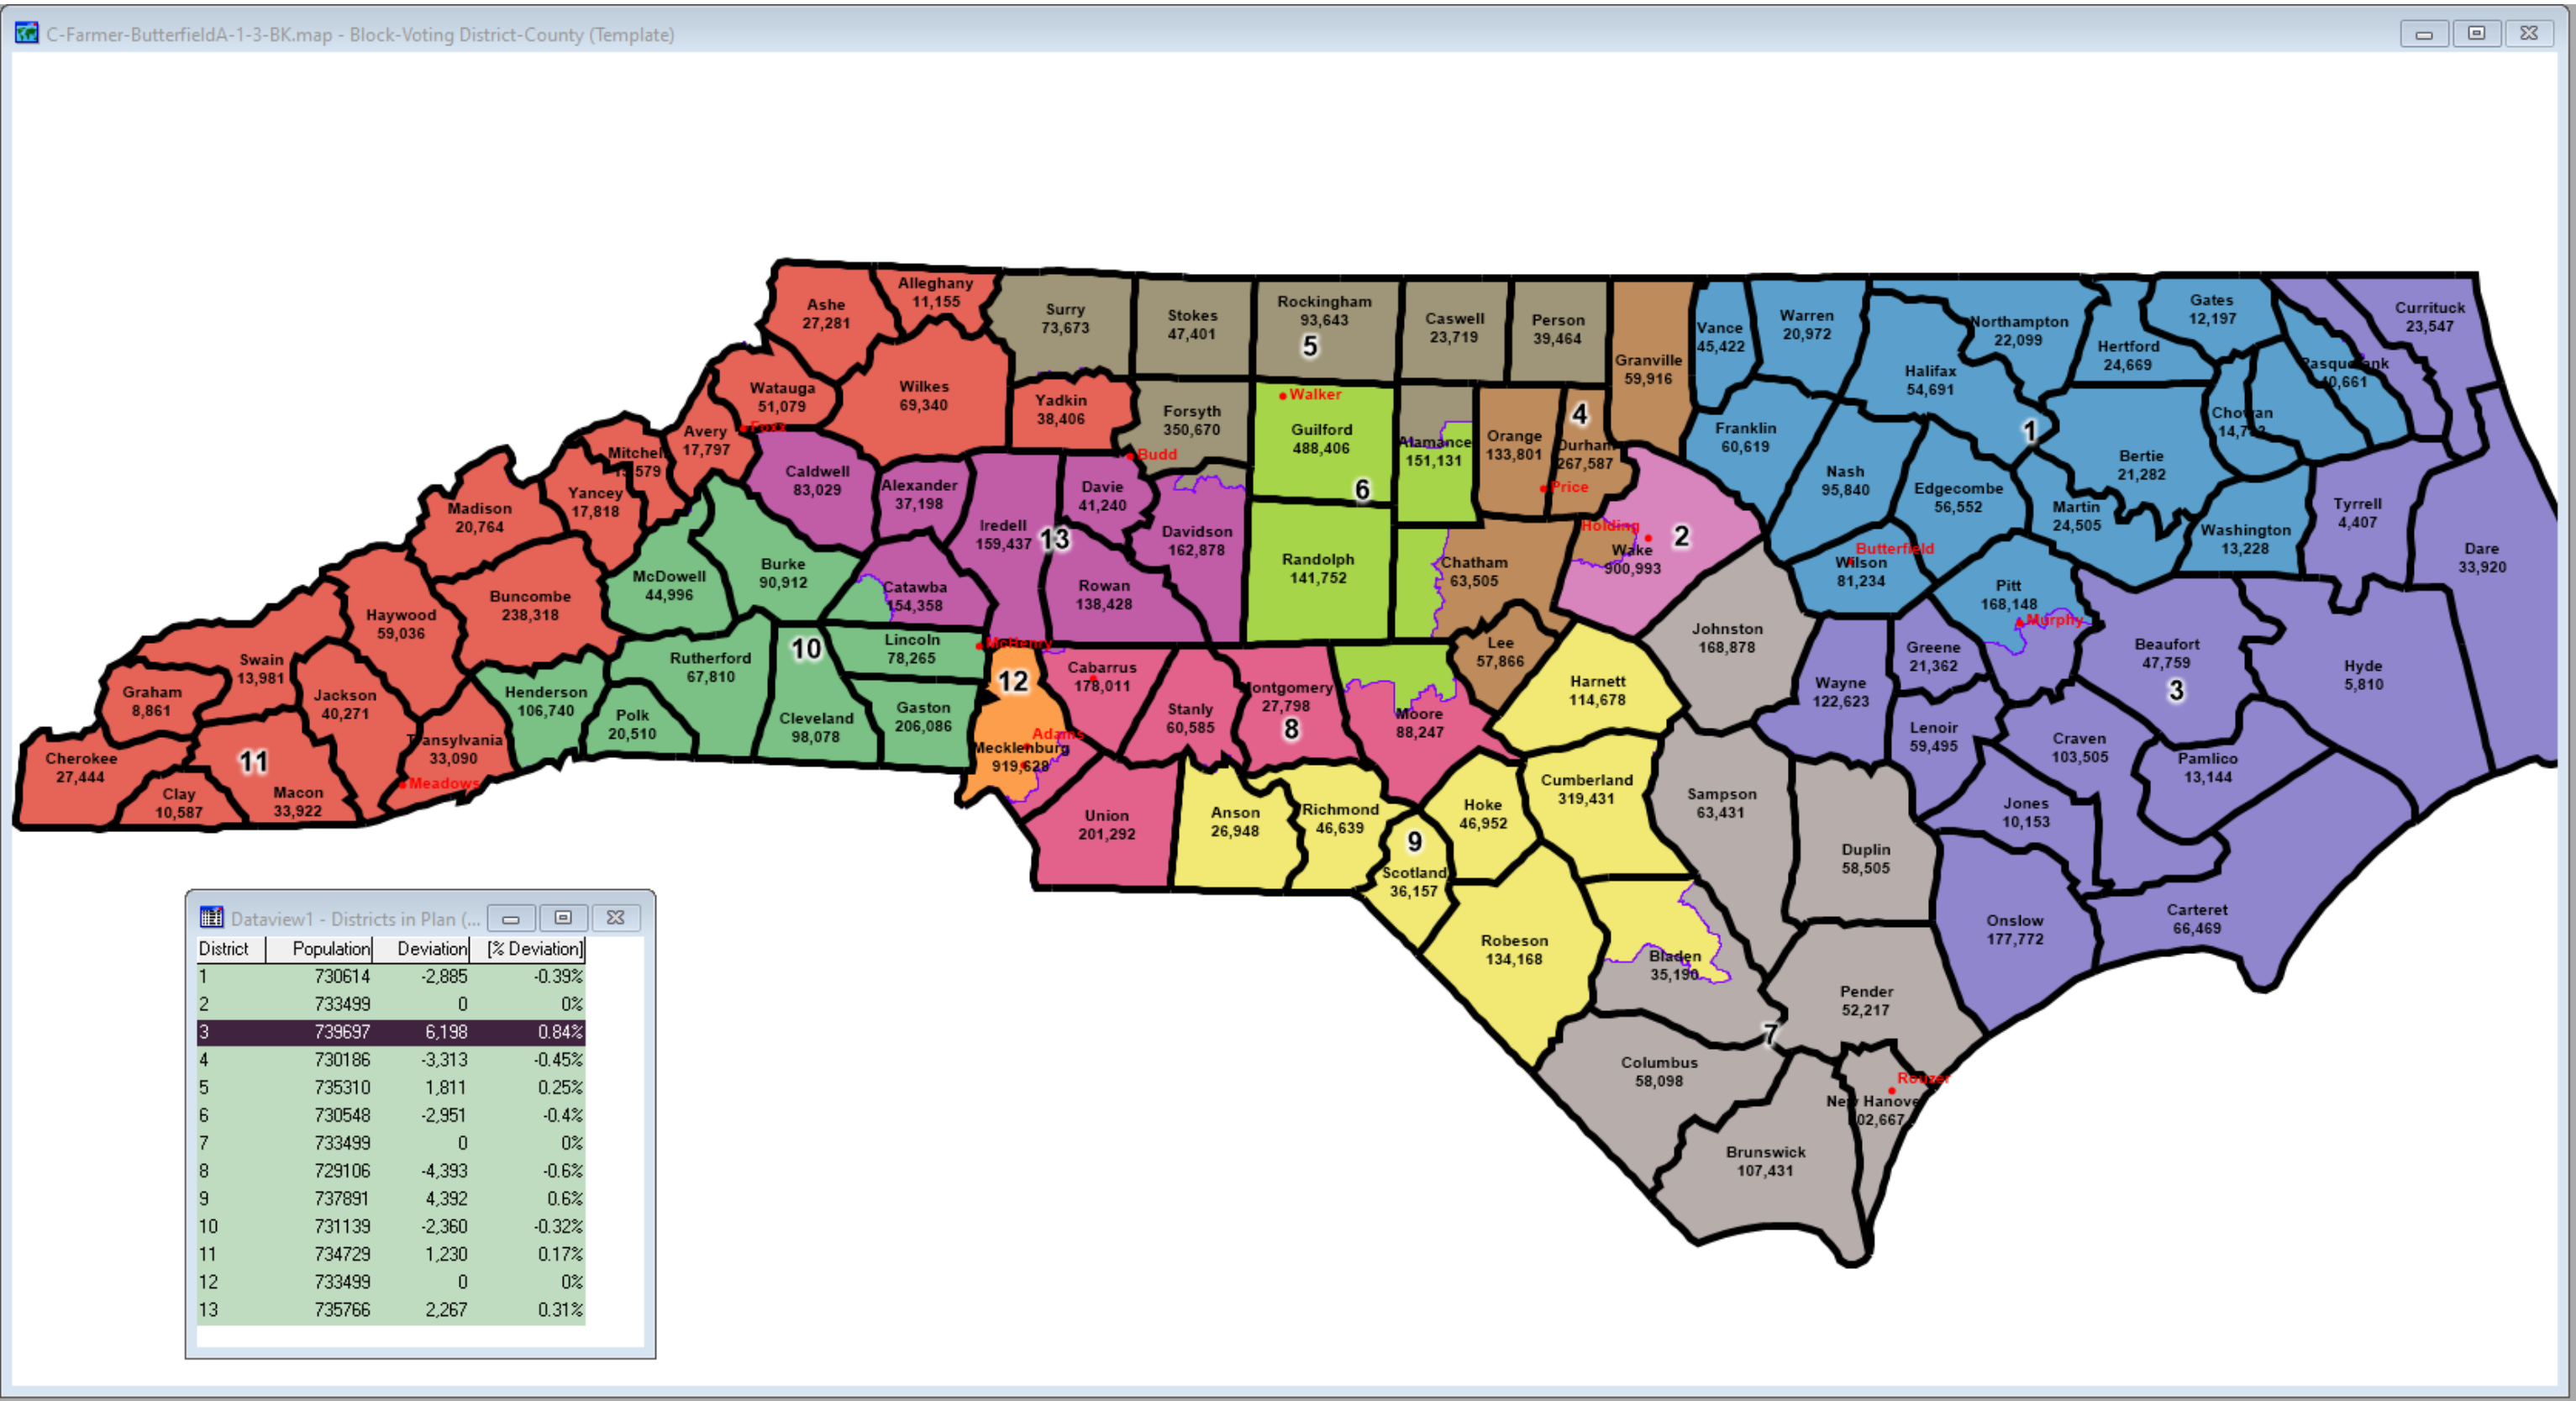 C-Farmer-ButterfieldA-1-3-BK.map - Block-Voting District-County (Template)
Ashe
27,281
Alleghany
11,155
Surry
73,673
Stokes
47,401
Rockingham
93,643
5
Caswell
23,719
Person
39,464
Granville
59,916
Vance
45,422
Warren
20,972
Northampton
22,099
Halifax
54,691
Hertford
24,669
Gates
12,197
Currituck
23,547
Watauga
51,079
Foxx
Wilkes
69,340
Yadkin
38,406
Forsyth
350,670
Budd
Walker
Guilford
488,406
6
Alamance
151,131
Orange
133,801
4
Durham
267,587
Price
Franklin
60,619
Nash
95,840
Edgecombe
56,552
1
Bertie
21,282
Chowan
Martin
24,505
Washington
13,228
Tyrrell
4,407
Dare
33,920
Avery
17,797
Yancey
17,818
Madison
20,764
Caldwell
83,029
Alexander
37,198
Iredell
159,437
13
Davie
41,240
Davidson
162,878
Rowan
138,428
Randolph
141,752
Chatham
63,505
Holding
Wake
900,993
2
Butterfield
Wilson
81,234
Pitt
168,148
Murphy
Haywood
59,036
Buncombe
238,318
McDowell
44,996
Burke
90,912
Catawba
154,358
Lincoln
78,265
McHenry
10
Rutherford
67,810
Swain
13,981
Graham
8,861
Jackson
40,271
Henderson
106,740
Polk
20,510
Cleveland
98,078
Gaston
206,086
12
Cabarrus
178,011
Adams
Mecklenburg
919,628
Stanly
60,585
27,798
8
Moore
88,247
Lee
57,866
Harnett
114,678
Johnston
168,878
Wayne
122,623
Greene
21,362
Lenoir
59,495
Beaufort
47,759
3
Hyde
5,810
Craven
103,505
Pamlico
13,144
Jones
10,153
Cherokee
27,444
Clay
10,587
11
Macon
33,922
Transylvania
33,090
Meadows
Union
201,292
Anson
26,948
Richmond
46,639
9
Scotland
36,157
Hoke
46,952
Cumberland
319,431
Sampson
63,431
Duplin
58,505
Onslow
177,772
Carteret
66,469
Robeson
134,168
Bladen
35,190
Pender
52,217
7
Columbus
58,098
Rouzer
Brunswick
107,431
Dataview1 - Districts in Plan (...
District Population Deviation [% Deviation]
1 730614 -2,885 -0.39%
2 733499 0 0%
3 739697 6,198 0.84%
4 730186 -3,313 -0.45%
5 735310 1,811 0.25%
6 730548 -2,951 -0.4%
7 733499 0 0%
8 729106 -4,393 -0.6%
9 737891 4,392 0.6%
10 731139 -2,360 -0.32%
11 734729 1,230 0.17%
12 733499 0 0%
13 735766 2,267 0.31%